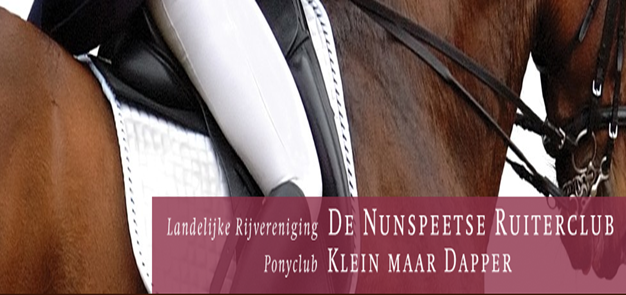 Landelijke Rijvereniging De Nunspeetse Ruiterclub
Ponyclub Klein maar Dapper